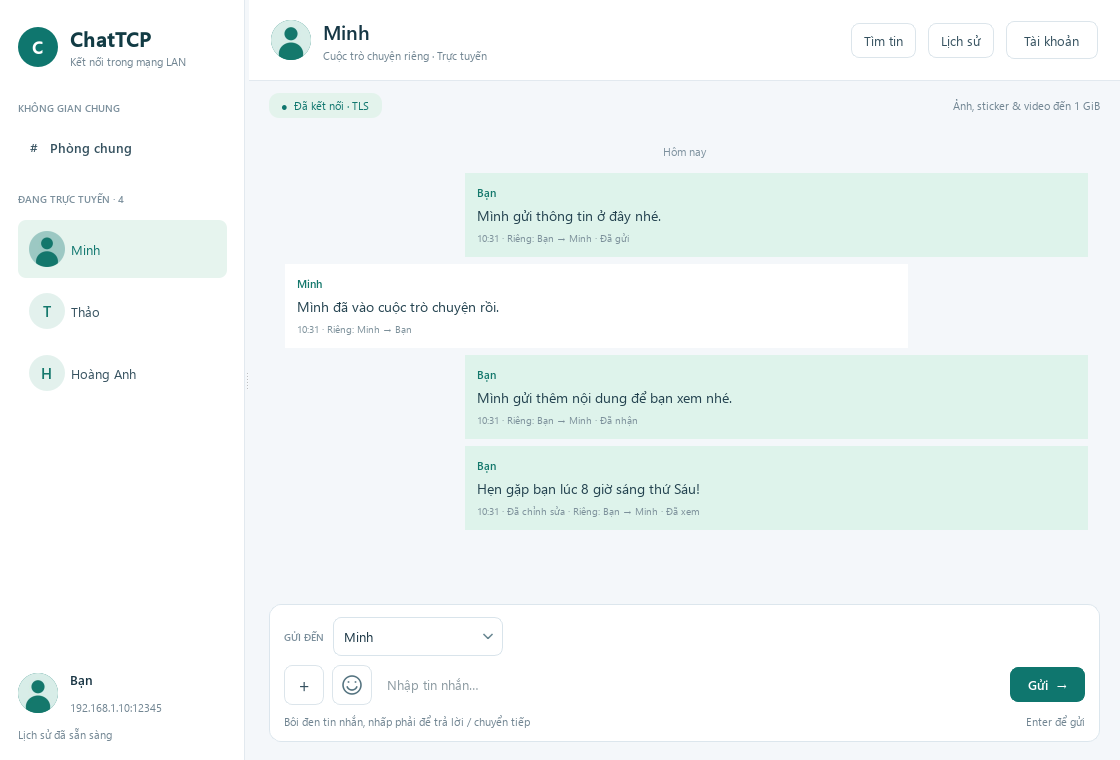 C
ChatTCP
Kết nối trong mạng LAN
KHÔNG GIAN CHUNG
# Phòng chung
ĐANG TRỰC TUYẾN · 4
Minh
T Thảo
H Hoàng Anh
Bạn
192.168.1.10:12345
Lịch sử đã sẵn sàng
Minh
Cuộc trò chuyện riêng · Trực tuyến
Tìm tin
Lịch sử
Tài khoản
● Đã kết nối · TLS
Ảnh, sticker & video đến 1 GiB
Hôm nay
Bạn
Mình gửi thông tin ở đây nhé.
10:31 · Riêng: Bạn → Minh · Đã gửi
Minh
Mình đã vào cuộc trò chuyện rồi.
10:31 · Riêng: Minh → Bạn
Bạn
Mình gửi thêm nội dung để bạn xem nhé.
10:31 · Riêng: Bạn → Minh · Đã nhận
Bạn
Hẹn gặp bạn lúc 8 giờ sáng thứ Sáu!
10:31 · Đã chỉnh sửa · Riêng: Bạn → Minh · Đã xem
GỬI ĐẾN Minh
+ Nhập tin nhắn...
Gửi →
Bôi đen tin nhắn, nhấp phải để trả lời / chuyển tiếp
Enter để gửi